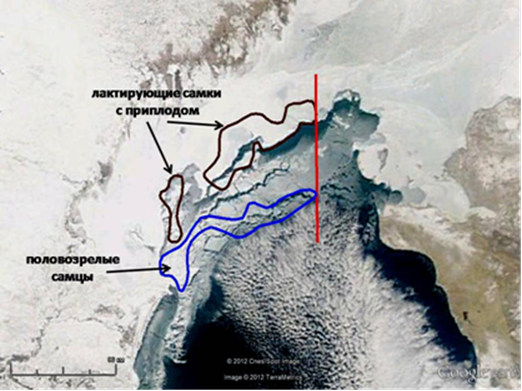 лактирующие самки
с приплодом
половозрелые
самцы
© 2012 Cnes/Spot Image
Image © 2012 TerraMetrics
Google